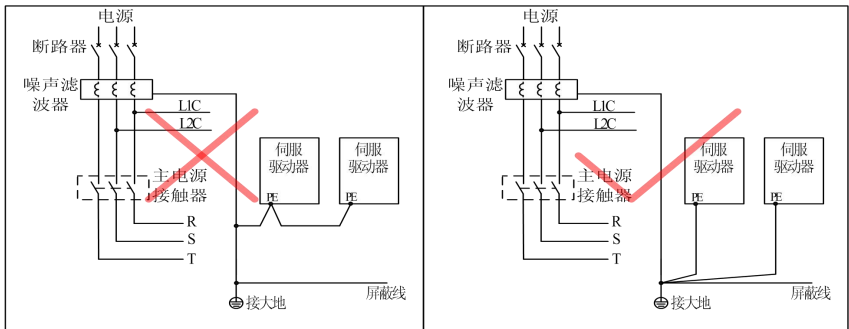 电源
断路器
噪声滤
波器
L1C
L2C
伺服
驱动器
伺服
驱动器
主电源
接触器
PE
PE
R
S
T
接大地
屏蔽线
电源
断路器
噪声滤
波器
L1C
L2C
伺服
驱动器
伺服
驱动器
主电源
接触器
PE
PE
R
S
T
接大地
屏蔽线